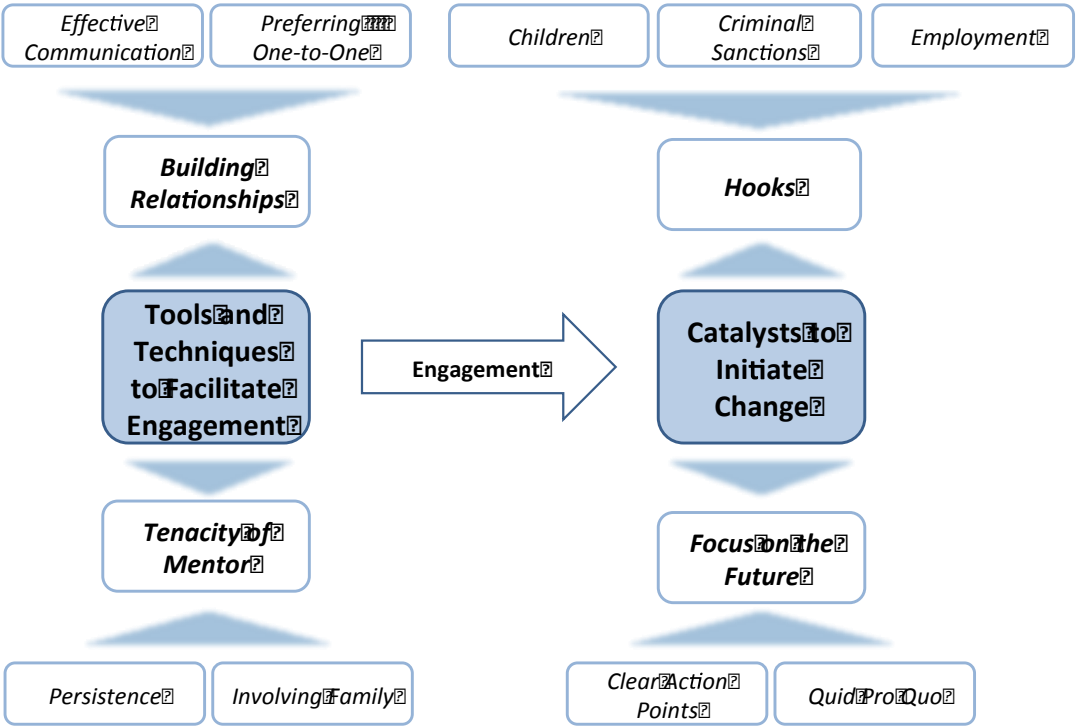 Effective
Communication
Preferring
One-to-One
Children
Criminal
Sanctions
Employment
Building
Relationships
Hooks
Tools and
Techniques
to Facilitate
Engagement
Engagement
Catalysts to
Initiate
Change
Tenacity of
Mentor
Focus on the
Future
Persistence
Involving Family
Clear Action
Points
Quid Pro Quo